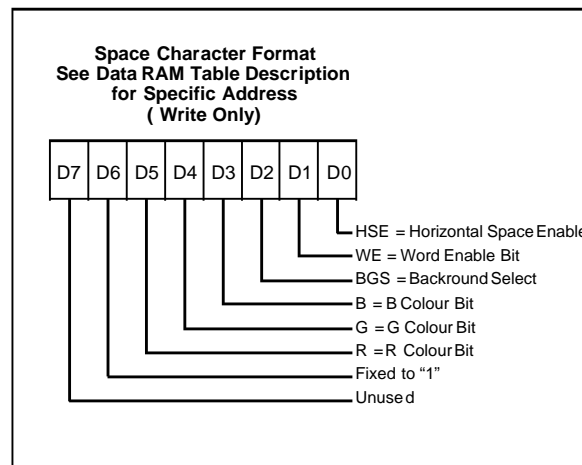 Space Character Format
See Data RAM Table Description
for Specific Address
( Write Only)
D7 D6 D5 D4 D3 D2 D1 D0
HSE = Horizontal Space Enable
WE = Word Enable Bit
BGS = Backround Select
B = B Colour Bit
G = G Colour Bit
R = R Colour Bit
Fixed to “1”
Unused